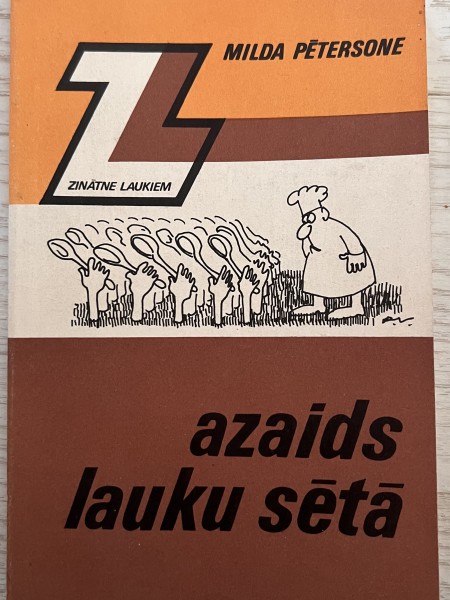 MILDA PĒTERSONE
ZINĀTNE LAUKIEM
azaids
lauku sētā